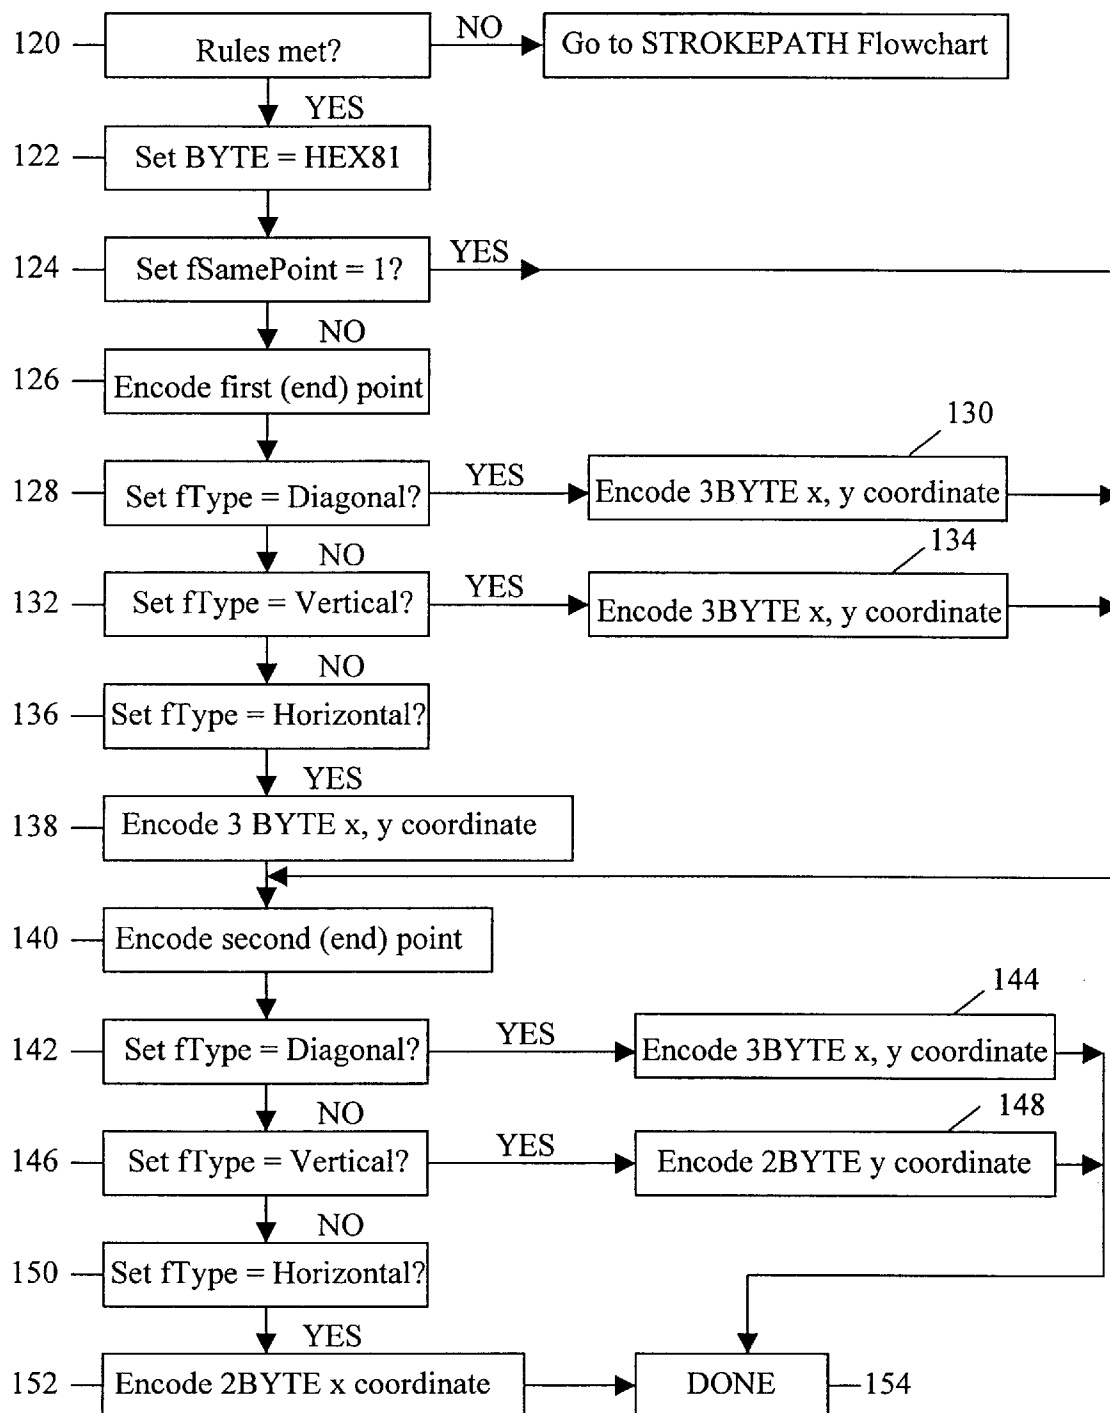 120 Rules met? NO Go to STROKEPATH Flowchart
YES
122 Set BYTE = HEX81
124 Set fSamePoint = 1? YES
NO
126 Encode first (end) point
130
128 Set fType = Diagonal? YES Encode 3BYTE x, y coordinate
NO
134
132 Set fType = Vertical? YES Encode 3BYTE x, y coordinate
NO
136 Set fType = Horizontal?
YES
138 Encode 3 BYTE x, y coordinate
140 Encode second (end) point
144
142 Set fType = Diagonal? YES Encode 3BYTE x, y coordinate
NO
148
146 Set fType = Vertical? YES Encode 2BYTE y coordinate
NO
150 Set fType = Horizontal?
YES
152 Encode 2BYTE x coordinate DONE 154